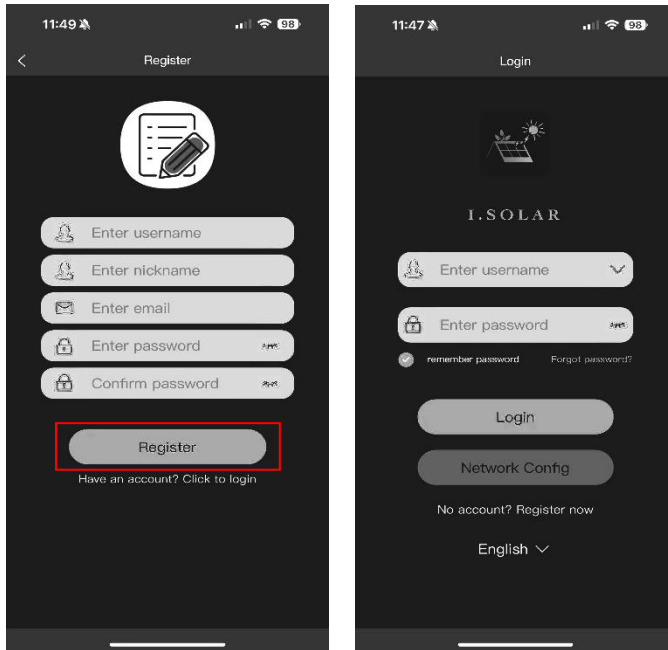 11:49
98
Register
Enter username
Enter nickname
Enter email
Enter password
Confirm password
Register
Have an account? Click to login
11:47
98
Login
I.SOLAR
Enter username
Enter password
remember password Forgot password?
Login
Network Config
No account? Register now
English